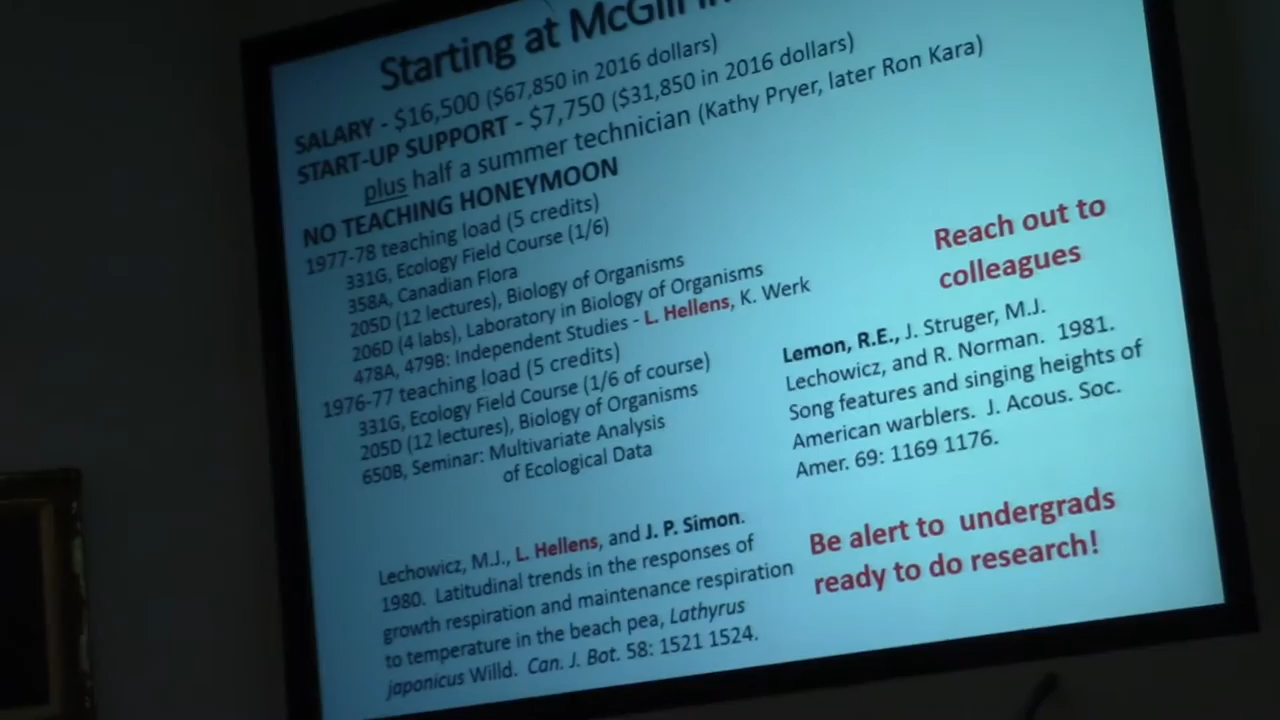 Starting at McGill
SALARY - $16,500 ($67,850 in 2016 dollars)
START-UP SUPPORT - $7,750 ($31,850 in 2016 dollars)
plus half a summer technician (Kathy Pryer, later Ron Kara)
NO TEACHING HONEYMOON
1977-78 teaching load (5 credits)
331G, Ecology Field Course (1/6)
358A, Canadian Flora
205D (12 lectures), Biology of Organisms
206D (4 labs), Laboratory in Biology of Organisms
478A, 479B: Independent Studies - L. Hellens, K. Werk
1976-77 teaching load (5 credits)
331G, Ecology Field Course (1/6 of course)
205D (12 lectures), Biology of Organisms
650B, Seminar: Multivariate Analysis
of Ecological Data
Reach out to
colleagues
Lemon, R.E., J. Struger, M.J.
Lechowicz, and R. Norman. 1981.
Song features and singing heights of
American warblers. J. Acous. Soc.
Amer. 69: 1169 1176.
Lechowicz, M.J., L. Hellens, and J. P. Simon.
1980. Latitudinal trends in the responses of
growth respiration and maintenance respiration
to temperature in the beach pea, Lathyrus
japonicus Willd. Can. J. Bot. 58: 1521 1524.
Be alert to undergrads
ready to do research!